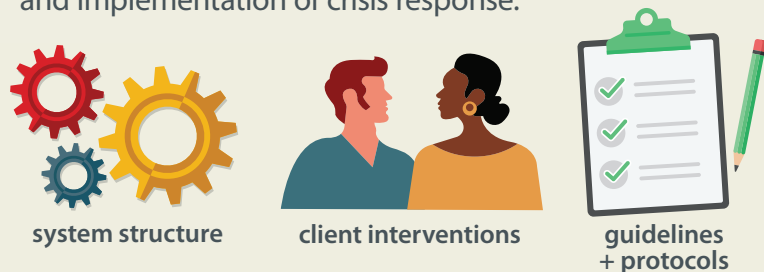 and implementation of crisis response.
system structure
client interventions
guidelines
+ protocols